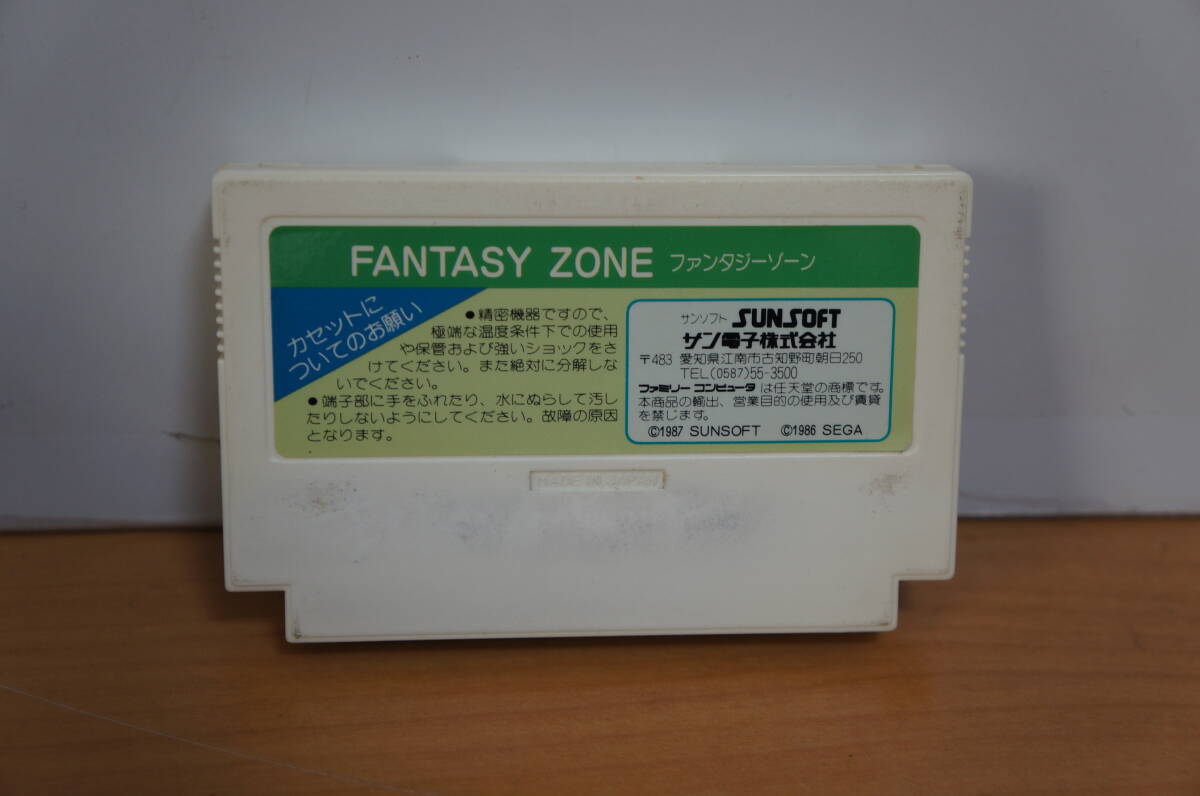 FANTASY ZONE ファンタジーゾーン
カセットに
ついてのお願い
●精密機器ですので、
極端な温度条件下での使用
や保管および強いショックをさ
けてください。また絶対に分解しな
いでください。
●端子部に手をふれたり、水にぬらして汚し
たりしないようにしてください。故障の原因
となります。
サンソフト SUNSOFT
サン電子株式会社
〒483 愛知県江南市古知野町朝日250
TEL(0587)55-3500
ファミリーコンピュータは任天堂の商標です。
本商品の輸出、営業目的の使用及び賃貸
を禁じます。
©1987 SUNSOFT ©1986 SEGA
MADE IN JAPAN